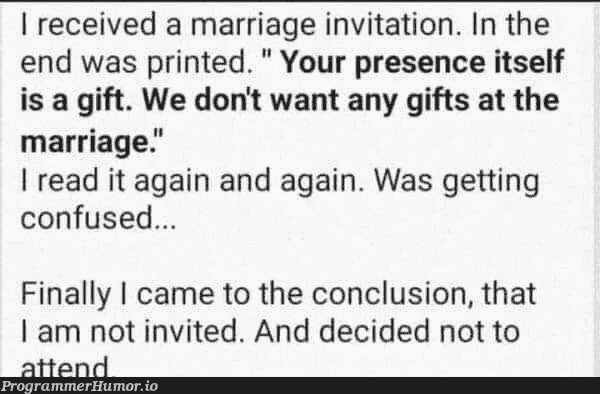 I received a marriage invitation. In the
end was printed. " Your presence itself
is a gift. We don't want any gifts at the
marriage."
I read it again and again. Was getting
confused...
Finally I came to the conclusion, that
I am not invited. And decided not to
attend.
ProgrammerHumor.io